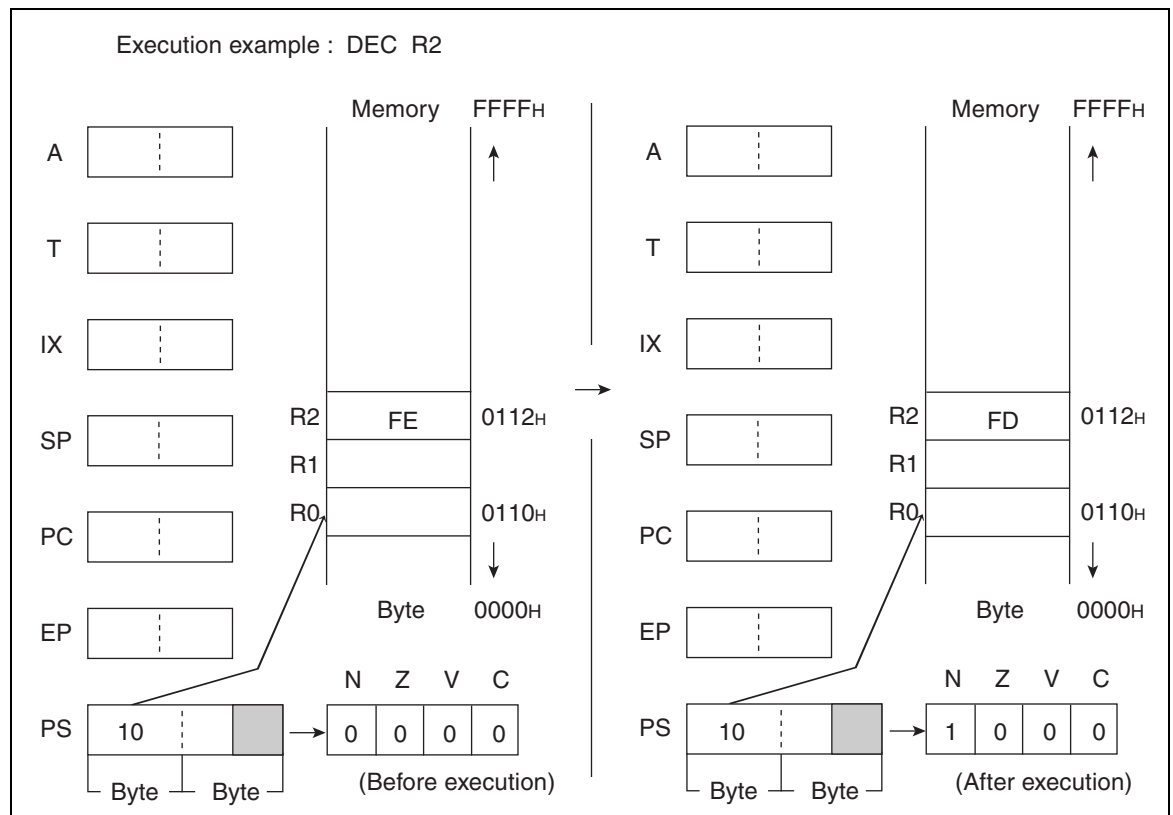 Execution example : DEC R2
Memory FFFFH
A
T
IX
SP
PC
EP
PS
R2 FE 0112H
R1
R0 0110H
Byte 0000H
N Z V C
10 0 0 0 0
Byte Byte
(Before execution)
Memory FFFFH
A
T
IX
SP
PC
EP
PS
R2 FD 0112H
R1
R0 0110H
Byte 0000H
N Z V C
10 1 0 0 0
Byte Byte
(After execution)